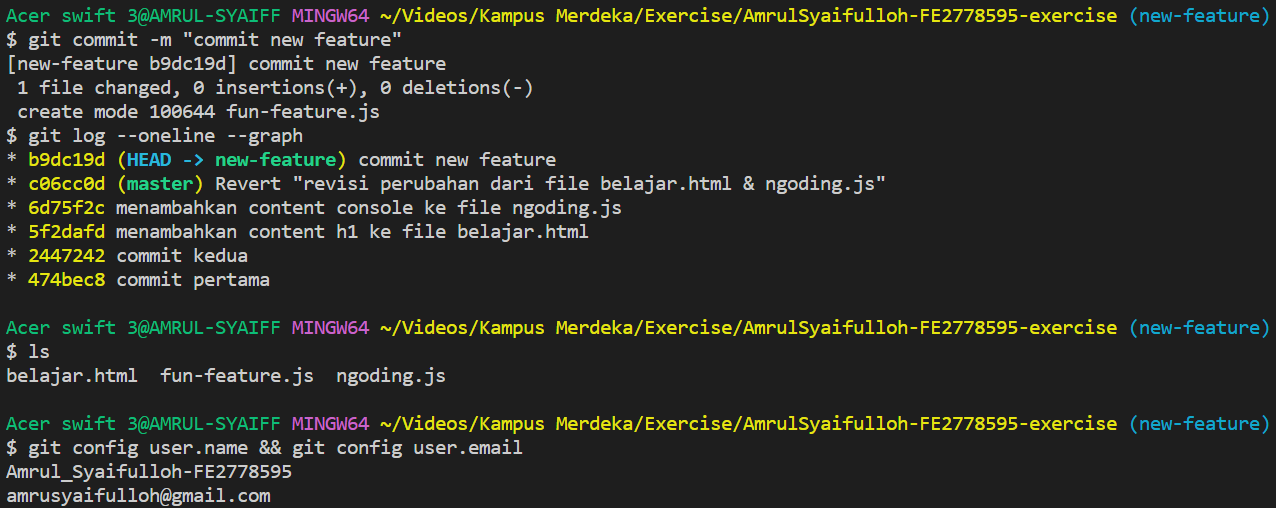 Acer swift 3@AMRUL-SYAIFF MINGW64 ~/Videos/Kampus Merdeka/Exercise/AmrulSyaifulloh-FE2778595-exercise (new-feature)
$ git commit -m "commit new feature"
[new-feature b9dc19d] commit new feature
 1 file changed, 0 insertions(+), 0 deletions(-)
 create mode 100644 fun-feature.js
$ git log --oneline --graph
* b9dc19d (HEAD -> new-feature) commit new feature
* c06cc0d (master) Revert "revisi perubahan dari file belajar.html & ngoding.js"
* 6d75f2c menambahkan content console ke file ngoding.js
* 5f2dafd menambahkan content h1 ke file belajar.html
* 2447242 commit kedua
* 474bec8 commit pertama
Acer swift 3@AMRUL-SYAIFF MINGW64 ~/Videos/Kampus Merdeka/Exercise/AmrulSyaifulloh-FE2778595-exercise (new-feature)
$ ls
belajar.html  fun-feature.js  ngoding.js
Acer swift 3@AMRUL-SYAIFF MINGW64 ~/Videos/Kampus Merdeka/Exercise/AmrulSyaifulloh-FE2778595-exercise (new-feature)
$ git config user.name && git config user.email
Amrul_Syaifulloh-FE2778595
amrusyaifulloh@gmail.com